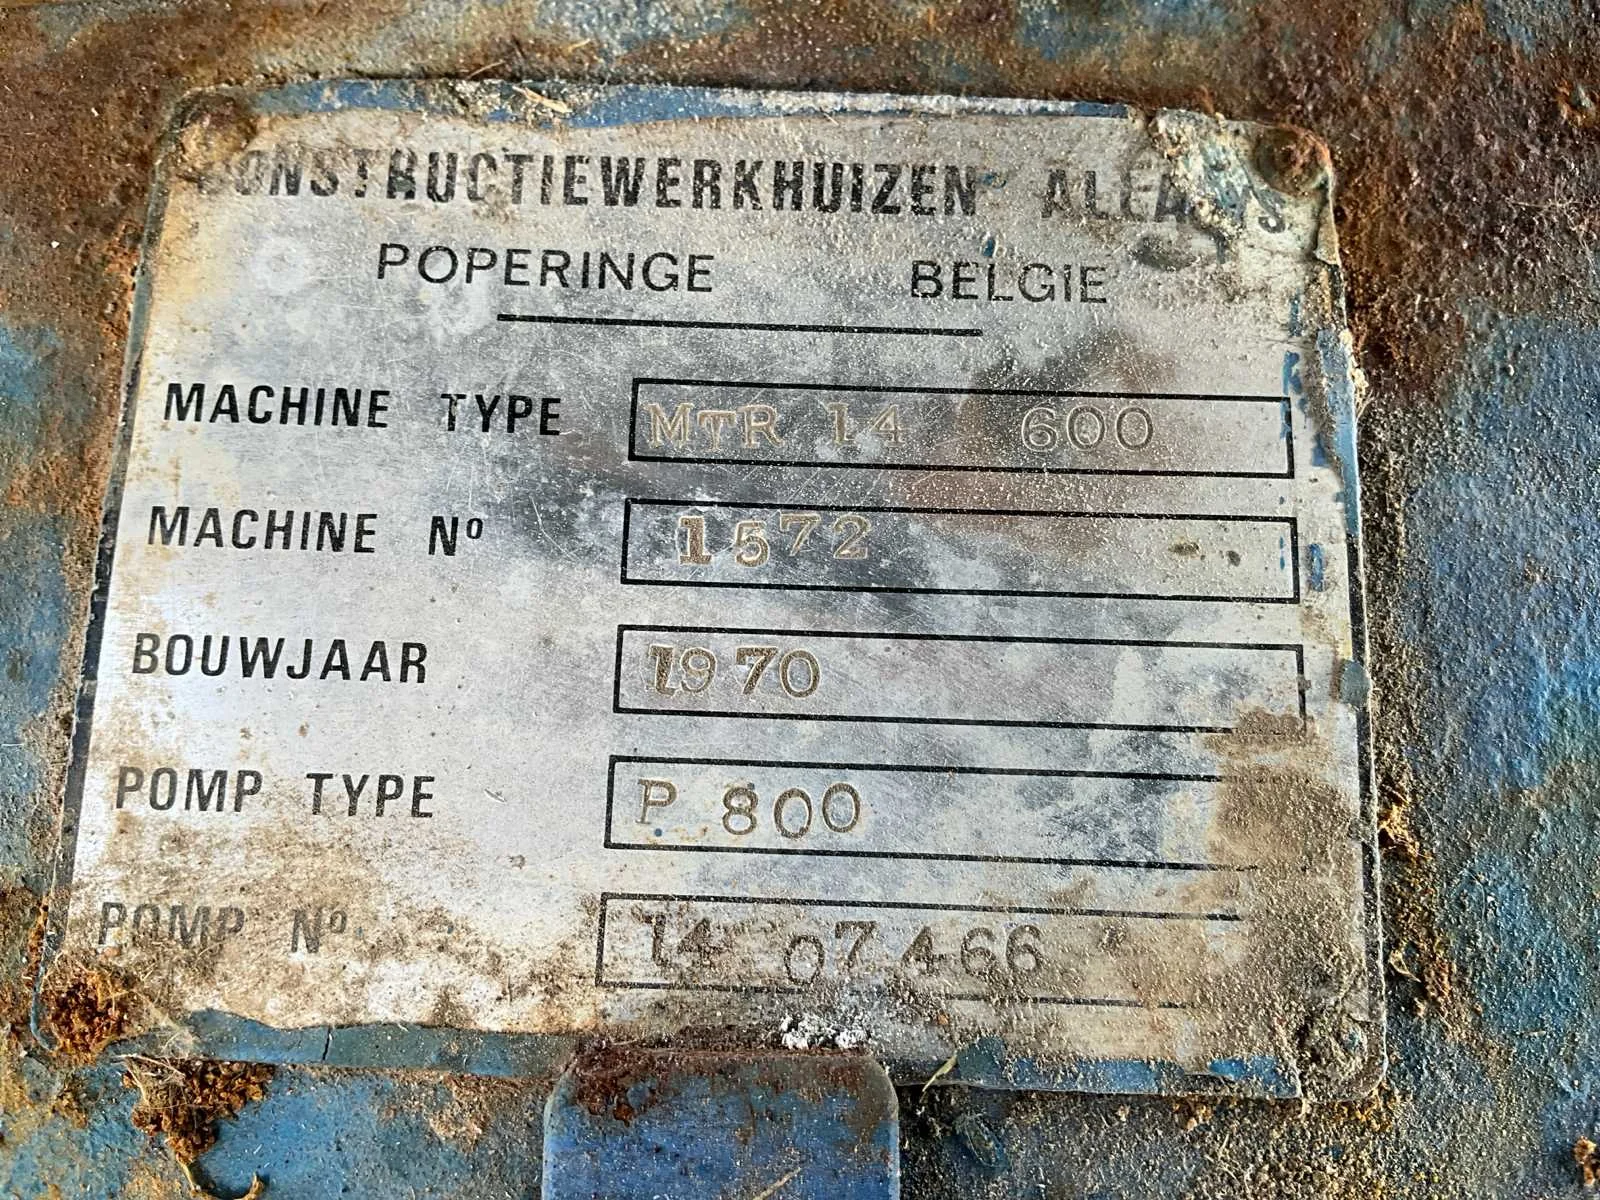 CONSTRUCTIEWERKHUIZEN
POPERINGE BELGIE
MACHINE TYPE MTR 14 600
MACHINE Nº 1572
BOUWJAAR 1970
POMP TYPE P 800
POMP Nº 14 07466